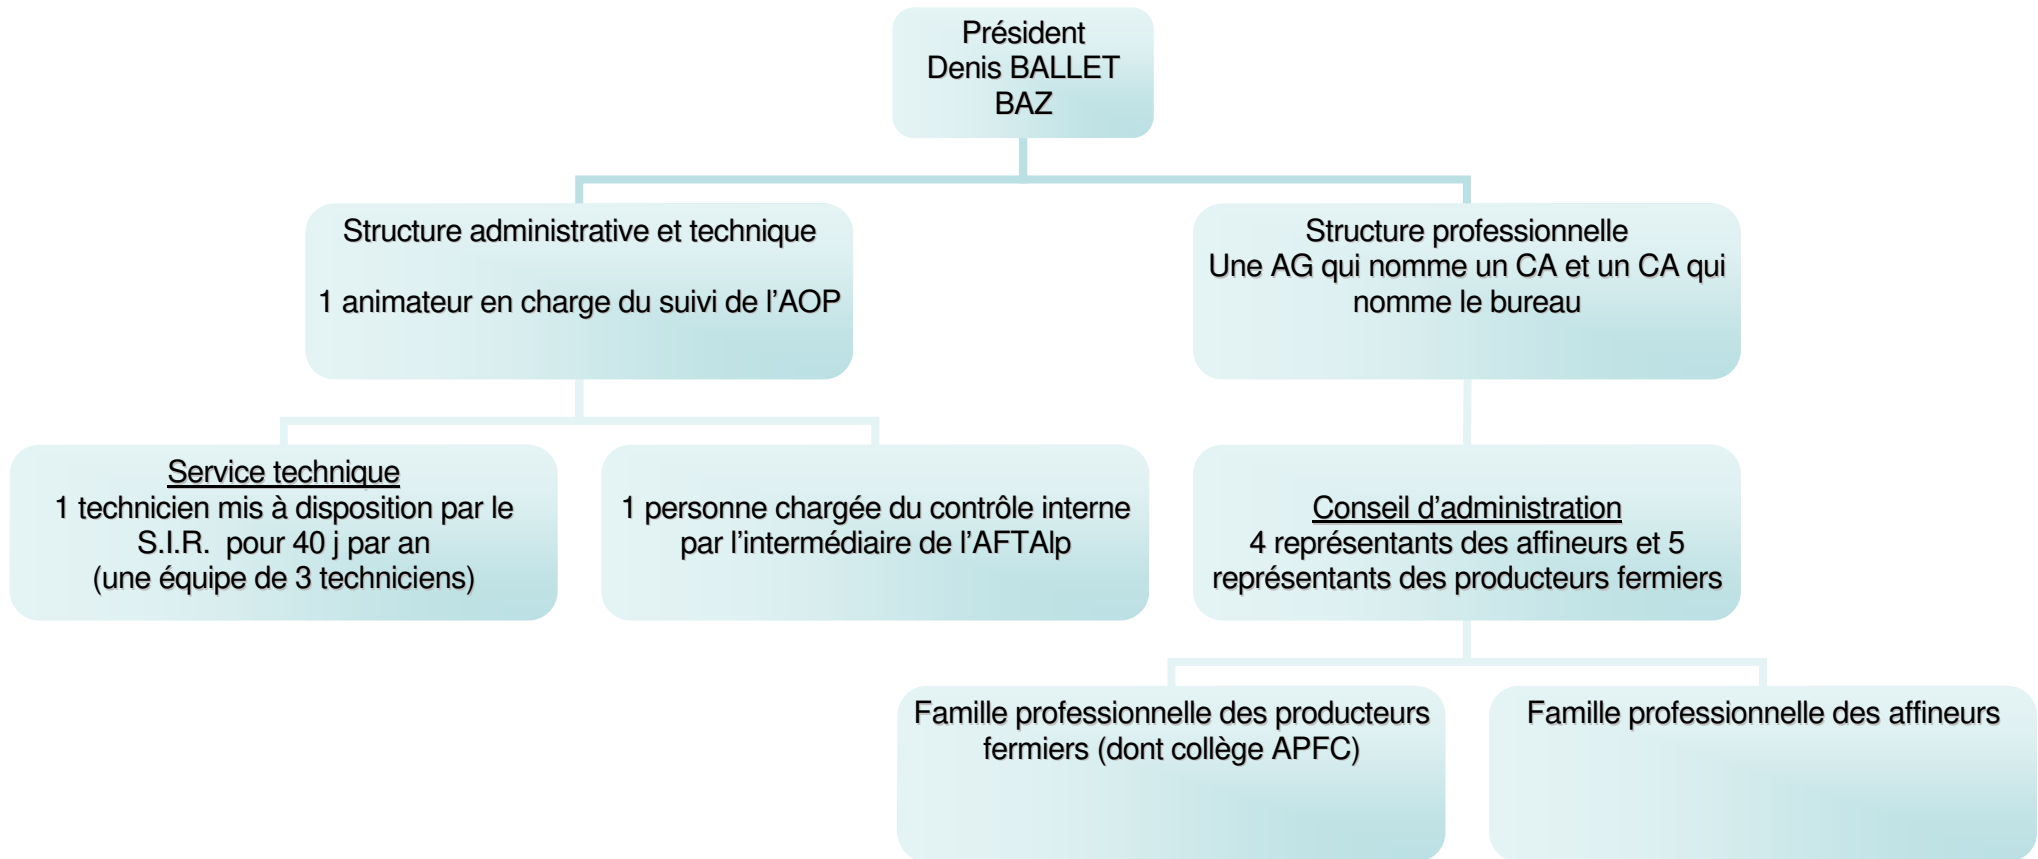 Président
Denis BALLET
BAZ
Structure administrative et technique
1 animateur en charge du suivi de l’AOP
Structure professionnelle
Une AG qui nomme un CA et un CA qui
nomme le bureau
Service technique
1 technicien mis à disposition par le
S.I.R. pour 40 j par an
(une équipe de 3 techniciens)
1 personne chargée du contrôle interne
par l’intermédiaire de l’AFTAlp
Conseil d’administration
4 représentants des affineurs et 5
représentants des producteurs fermiers
Famille professionnelle des producteurs
fermiers (dont collège APFC)
Famille professionnelle des affineurs